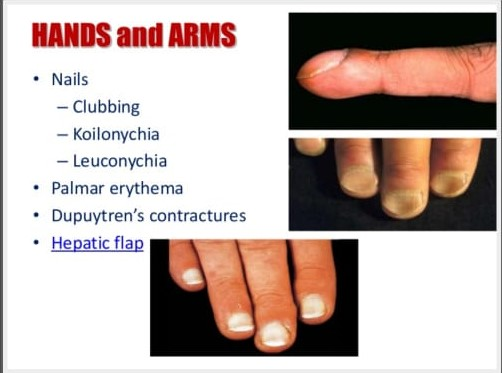 HANDS and ARMS
• Nails
– Clubbing
– Koilonychia
– Leuconychia
• Palmar erythema
• Dupuytren’s contractures
• Hepatic flap